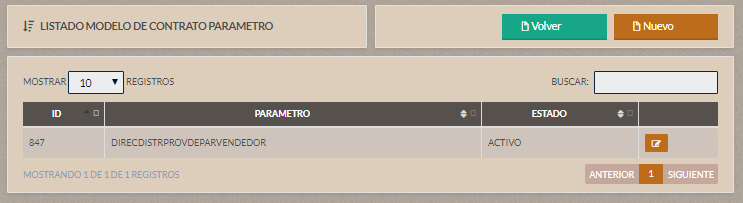 LISTADO MODELO DE CONTRATO PARAMETRO
Volver
Nuevo
MOSTRAR 10 REGISTROS
BUSCAR:
ID PARAMETRO ESTADO
847 DIRECDISTRPROVDEPARVENDEDOR ACTIVO
MOSTRANDO 1 DE 1 DE 1 REGISTROS
ANTERIOR 1 SIGUIENTE